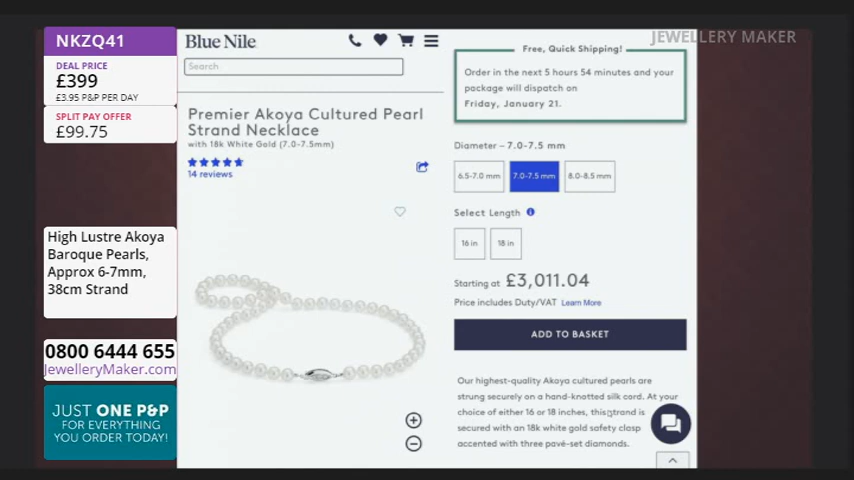 NKZQ41
DEAL PRICE
£399
£3.95 P&P PER DAY
SPLIT PAY OFFER
£99.75
High Lustre Akoya
Baroque Pearls,
Approx 6-7mm,
38cm Strand
0800 6444 655
JewelleryMaker.com
JUST ONE P&P
FOR EVERYTHING
YOU ORDER TODAY!
Blue Nile
Search
Premier Akoya Cultured Pearl
Strand Necklace
with 18k White Gold (7.0-7.5mm)
14 reviews
JEWELLERY MAKER
Free, Quick Shipping!
Order in the next 5 hours 54 minutes and your
package will dispatch on
Friday, January 21.
Diameter – 7.0-7.5 mm
6.5-7.0 mm 7.0-7.5 mm 8.0-8.5 mm
Select Length
16 in 18 in
Starting at £3,011.04
Price includes Duty/VAT Learn More
ADD TO BASKET
Our highest-quality Akoya cultured pearls are
strung securely on a hand-knotted silk cord. At your
choice of either 16 or 18 inches, this strand is
secured with an 18k white gold safety clasp
accented with three pavé-set diamonds.